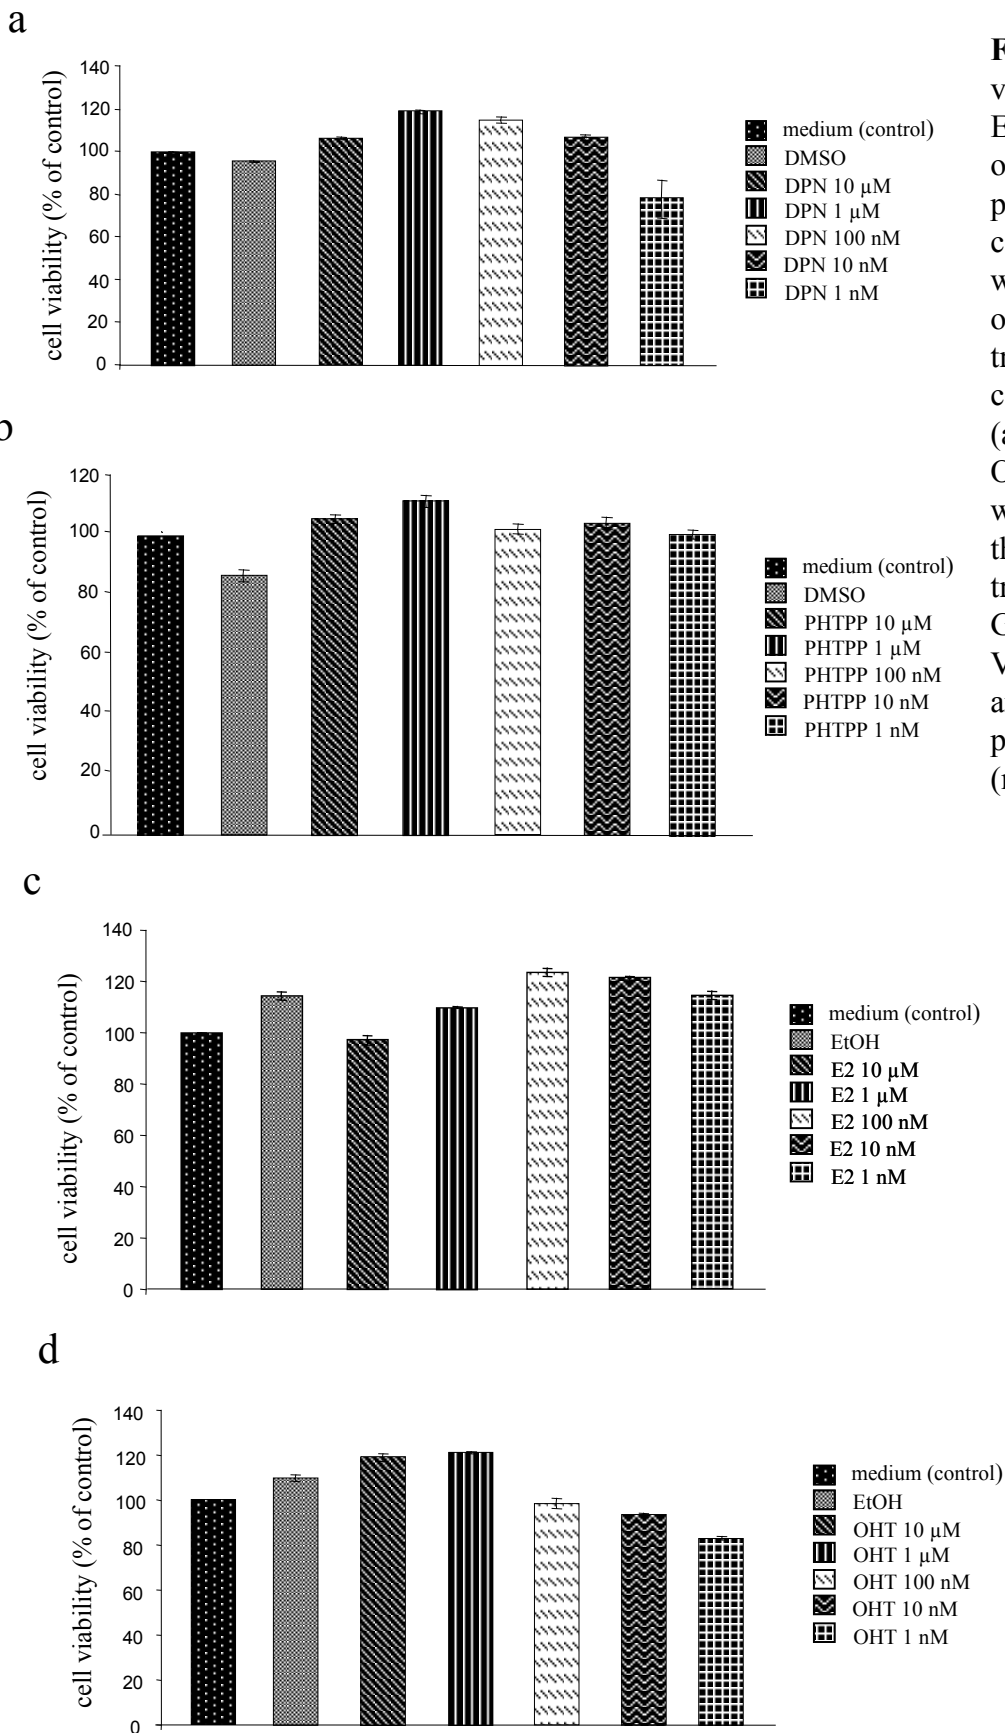 a
cell viability (% of control)
140
120
100
80
60
40
20
0
medium (control)
DMSO
DPN 10 µM
DPN 1 µM
DPN 100 nM
DPN 10 nM
DPN 1 nM
b
cell viability (% of control)
120
100
80
60
40
20
0
medium (control)
DMSO
PHTPP 10 µM
PHTPP 1 µM
PHTPP 100 nM
PHTPP 10 nM
PHTPP 1 nM
c
cell viability (% of control)
140
120
100
80
60
40
20
0
medium (control)
EtOH
E2 10 µM
E2 1 µM
E2 100 nM
E2 10 nM
E2 1 nM
d
cell viability (% of control)
140
120
100
80
60
40
20
0
medium (control)
EtOH
OHT 10 µM
OHT 1 µM
OHT 100 nM
OHT 10 nM
OHT 1 nM